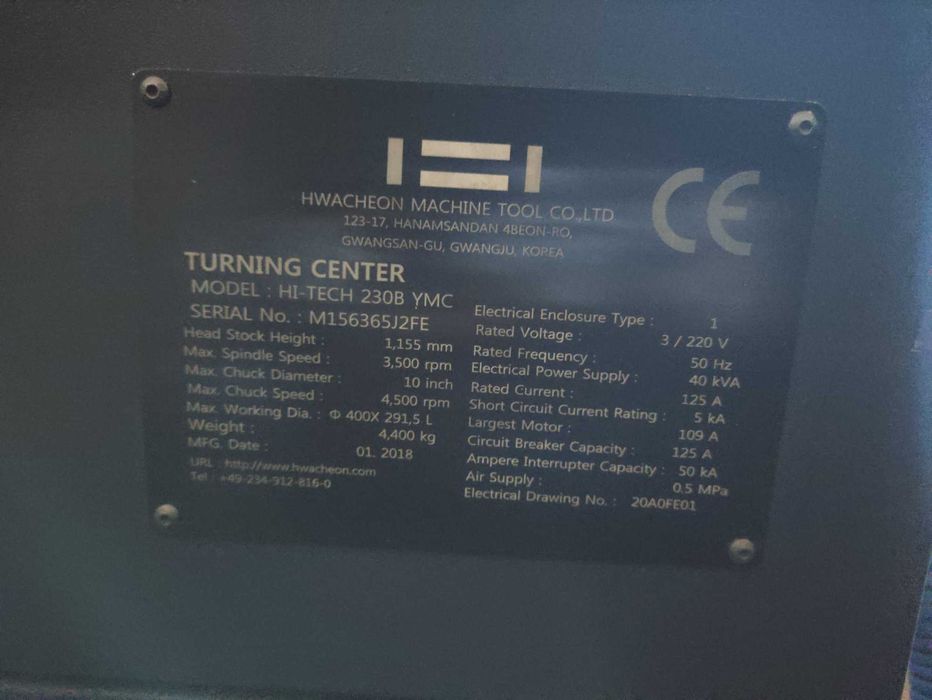 HWACHEON MACHINE TOOL CO.,LTD
123-17, HANAMSANDAN 4BEON-RO,
GWANGSAN-GU, GWANGJU, KOREA
CE
TURNING CENTER
MODEL : HI-TECH 230B YMC
SERIAL No. : M156365J2FE
Head Stock Height : 1,155 mm
Max. Spindle Speed : 3,500 rpm
Max. Chuck Diameter : 10 inch
Max. Chuck Speed : 4,500 rpm
Max. Working Dia. : Φ 400X 291,5 L
Weight : 4,400 kg
MFG. Date : 01. 2018
URL : http://www.hwacheon.com
Tel : +49-234-912-816-0
Electrical Enclosure Type : 1
Rated Voltage : 3 / 220 V
Rated Frequency : 50 Hz
Electrical Power Supply : 40 kVA
Rated Current : 125 A
Short Circuit Current Rating : 5 kA
Largest Motor : 109 A
Circuit Breaker Capacity : 125 A
Ampere Interrupter Capacity : 50 kA
Air Supply : 0.5 MPa
Electrical Drawing No. : 20A0FE01